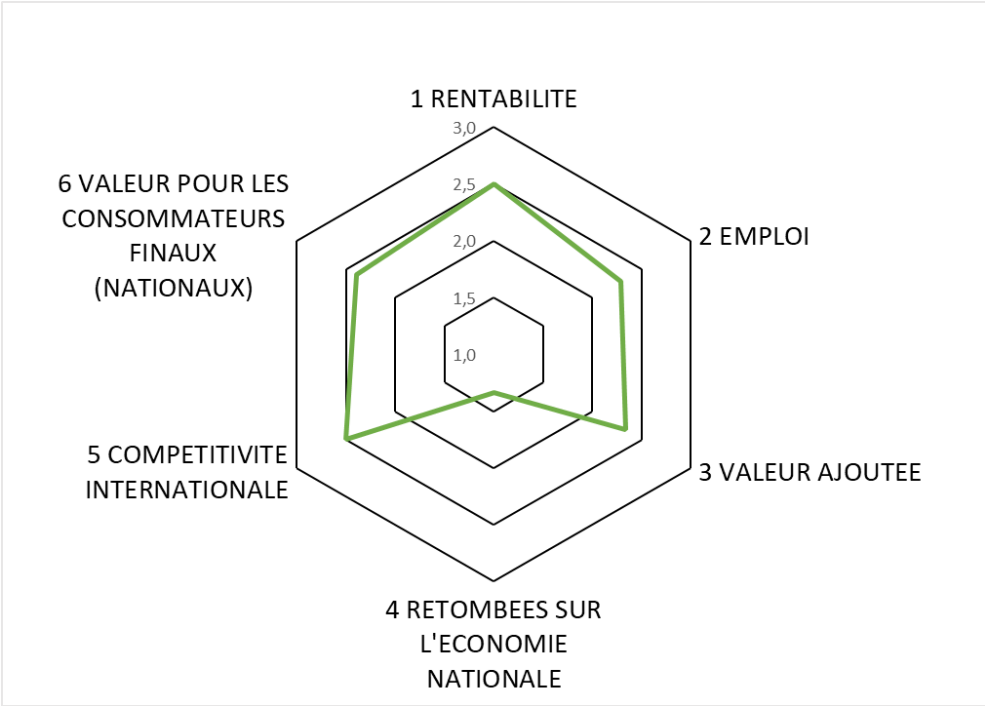 1 RENTABILITE
3,0
2,5
2,0
1,5
1,0
2 EMPLOI
3 VALEUR AJOUTEE
4 RETOMBEES SUR
L'ECONOMIE
NATIONALE
5 COMPETITIVITE
INTERNATIONALE
6 VALEUR POUR LES
CONSOMMATEURS
FINAUX
(NATIONAUX)